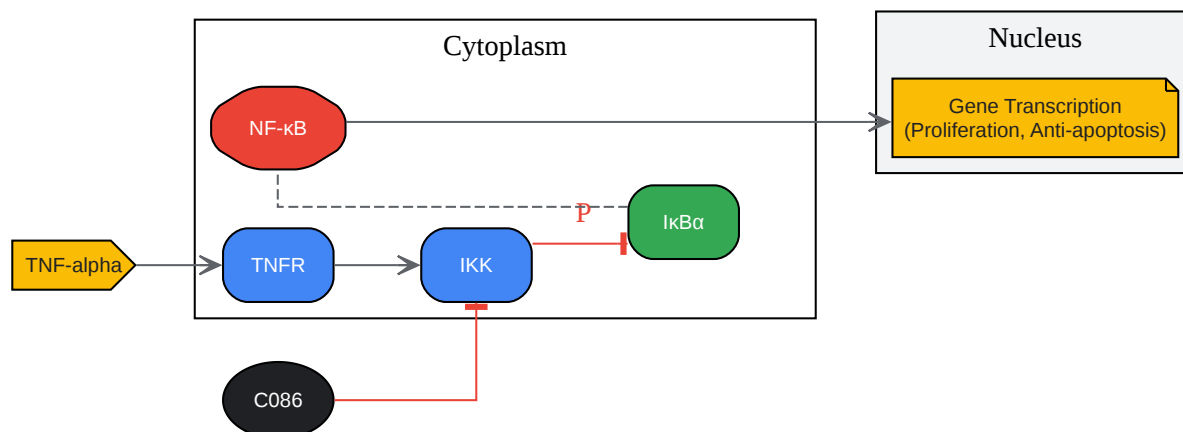 Cytoplasm
Nucleus
Gene Transcription
(Proliferation, Anti-apoptosis)
NF-κB
P
IκBα
TNF-alpha
TNFR
IKK
C086